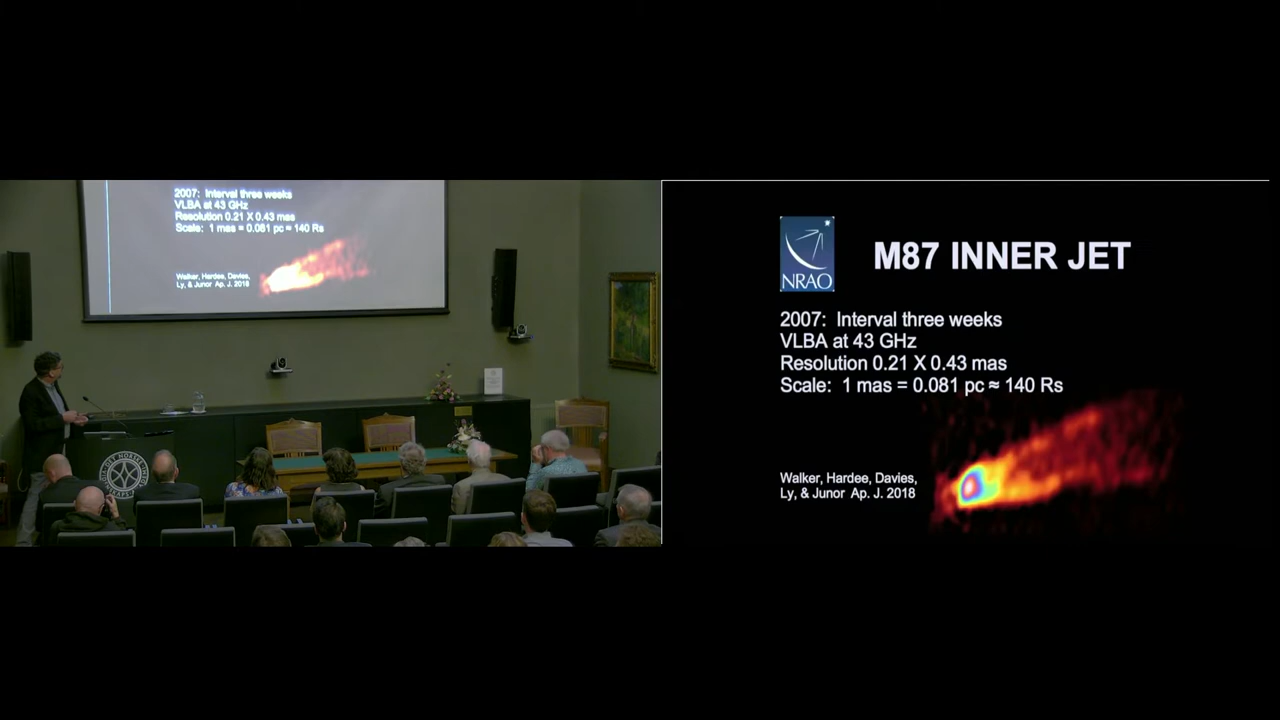 2007: Interval three weeks
VLBA at 43 GHz
Resolution 0.21 X 0.43 mas
Scale: 1 mas = 0.081 pc ≈ 140 Rs
Walker, Hardee, Davies,
Ly, & Junor Ap. J. 2018
NRAO
M87 INNER JET
2007: Interval three weeks
VLBA at 43 GHz
Resolution 0.21 X 0.43 mas
Scale: 1 mas = 0.081 pc ≈ 140 Rs
Walker, Hardee, Davies,
Ly, & Junor Ap. J. 2018